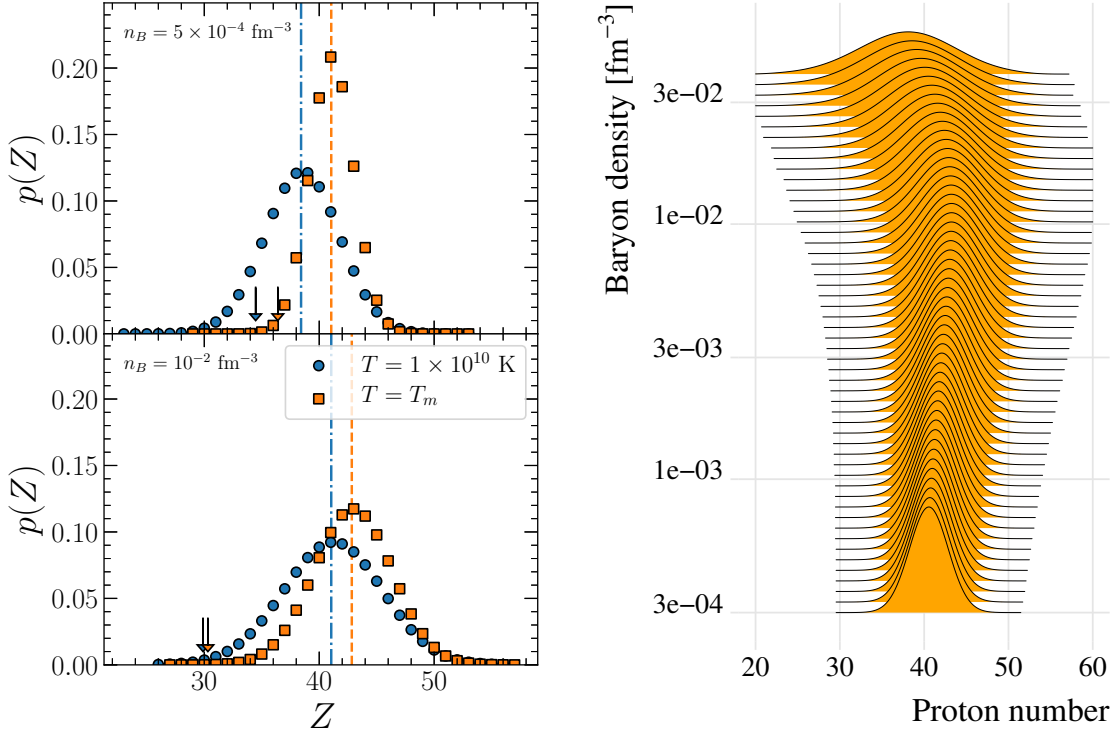 n_B = 5 × 10⁻⁴ fm⁻³
0.20
0.15
0.10
0.05
0.00
p(Z)
n_B = 10⁻² fm⁻³
T = 1 × 10¹⁰ K
T = T_m
0.20
0.15
0.10
0.05
0.00
p(Z)
30
40
50
Z
Baryon density [fm⁻³]
3e−02
1e−02
3e−03
1e−03
3e−04
20
30
40
50
60
Proton number